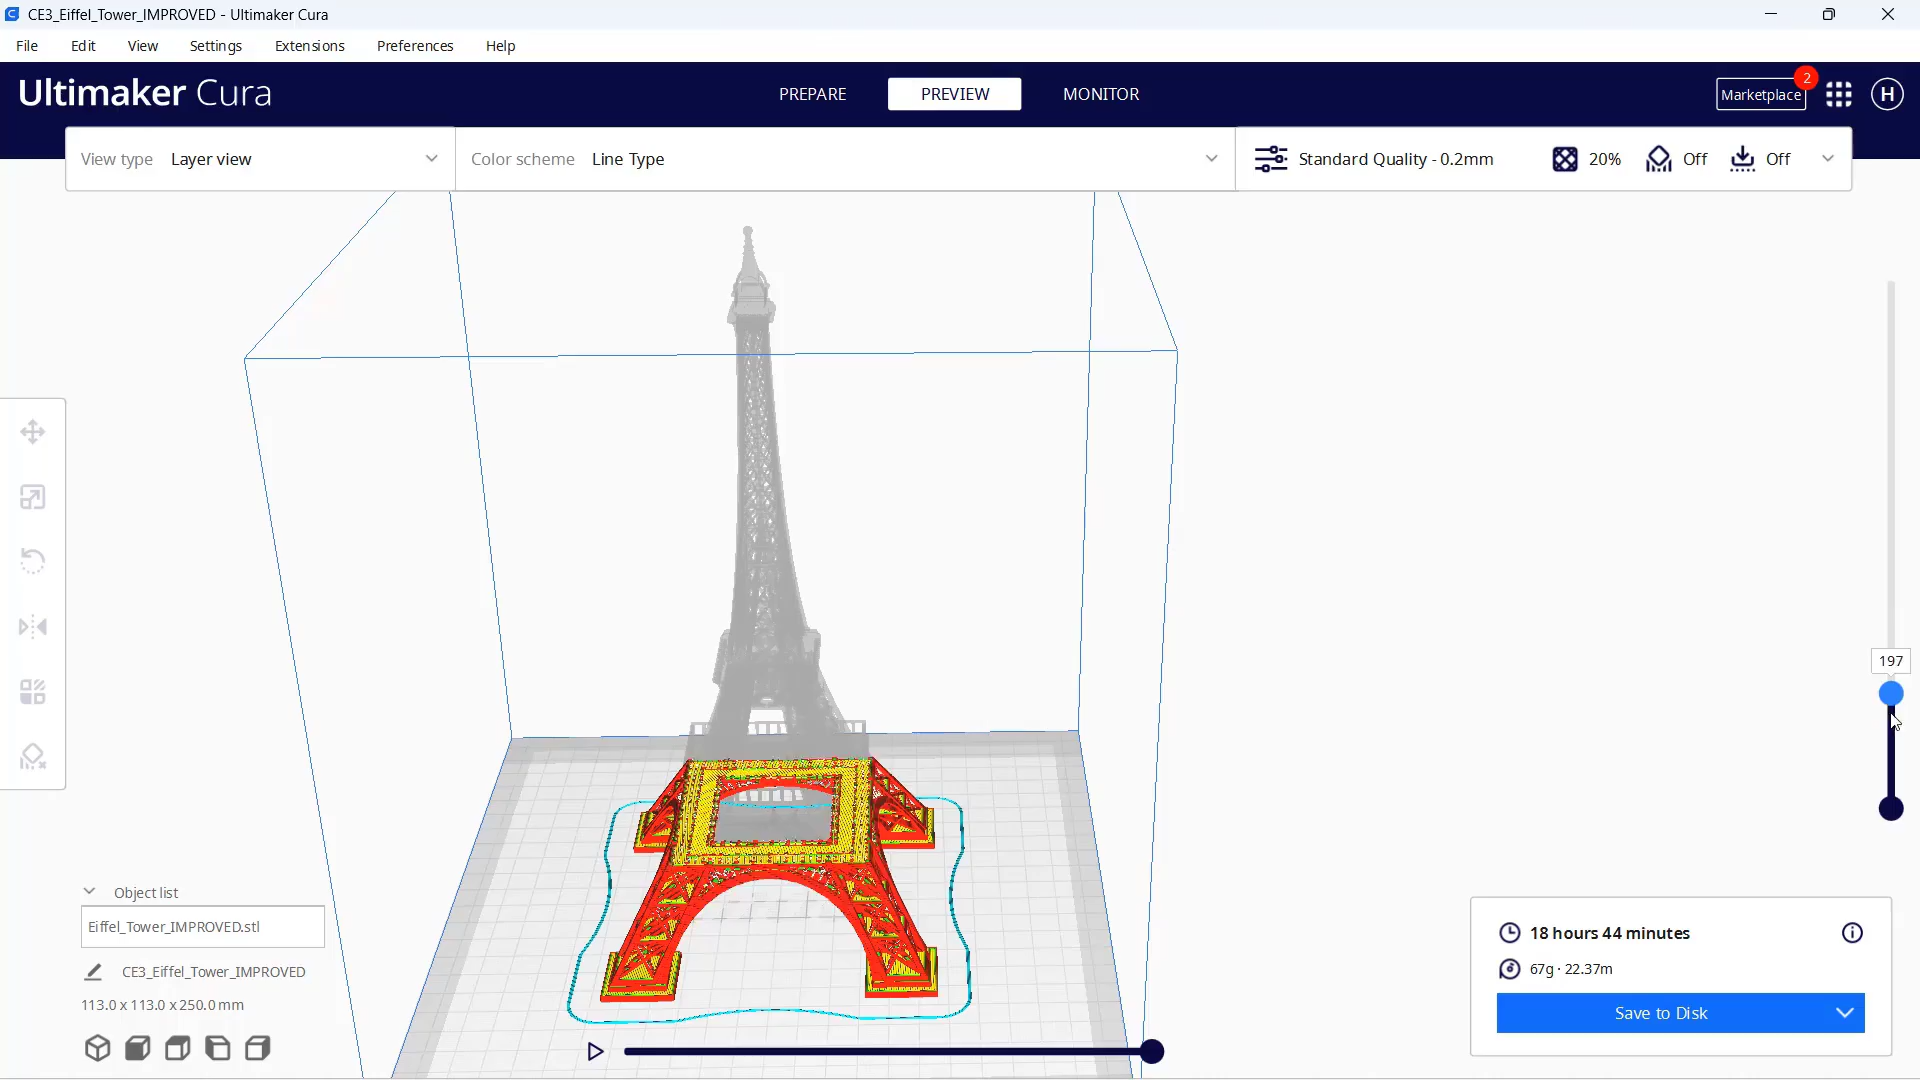 CE3_Eiffel_Tower_IMPROVED - Ultimaker Cura
File Edit View Settings Extensions Preferences Help
Ultimaker Cura
PREPARE PREVIEW MONITOR
Marketplace 2 H
View type Layer view
Color scheme Line Type
Standard Quality - 0.2mm 20% Off Off
197
Object list
Eiffel_Tower_IMPROVED.stl
CE3_Eiffel_Tower_IMPROVED
113.0 x 113.0 x 250.0 mm
18 hours 44 minutes
67g · 22.37m
Save to Disk